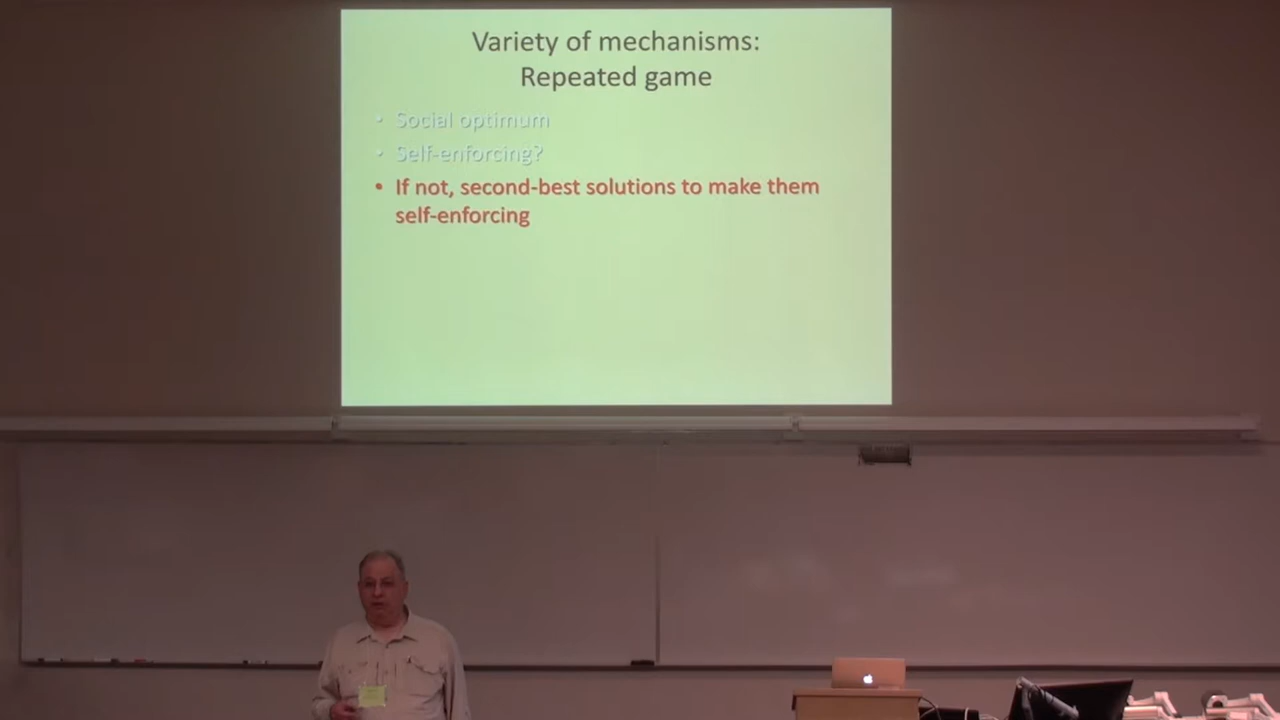 Variety of mechanisms:
Repeated game
• Social optimum
• Self-enforcing?
• If not, second-best solutions to make them
self-enforcing